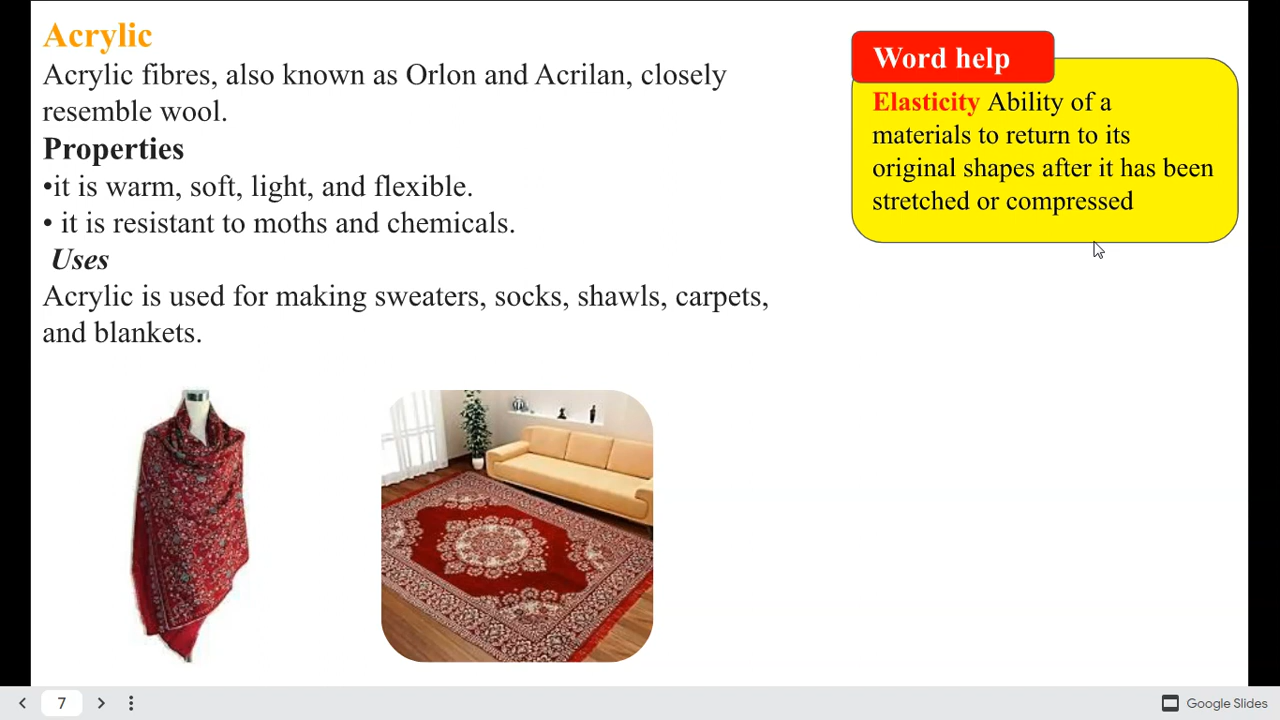 Acrylic
Acrylic fibres, also known as Orlon and Acrilan, closely
resemble wool.
Properties
•it is warm, soft, light, and flexible.
• it is resistant to moths and chemicals.
Uses
Acrylic is used for making sweaters, socks, shawls, carpets,
and blankets.
Word help
Elasticity Ability of a
materials to return to its
original shapes after it has been
stretched or compressed
7
Google Slides